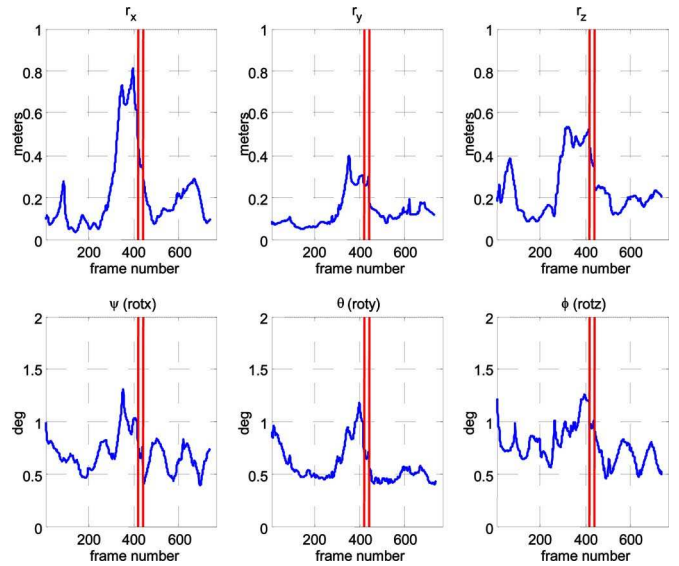 r_x
r_y
r_z
1
0.8
0.6
0.4
0.2
0
meters
200 400 600
frame number
1
0.8
0.6
0.4
0.2
0
meters
200 400 600
frame number
1
0.8
0.6
0.4
0.2
0
meters
200 400 600
frame number
ψ (rotx)
θ (roty)
ϕ (rotz)
2
1.5
1
0.5
0
deg
200 400 600
frame number
2
1.5
1
0.5
0
deg
200 400 600
frame number
2
1.5
1
0.5
0
deg
200 400 600
frame number